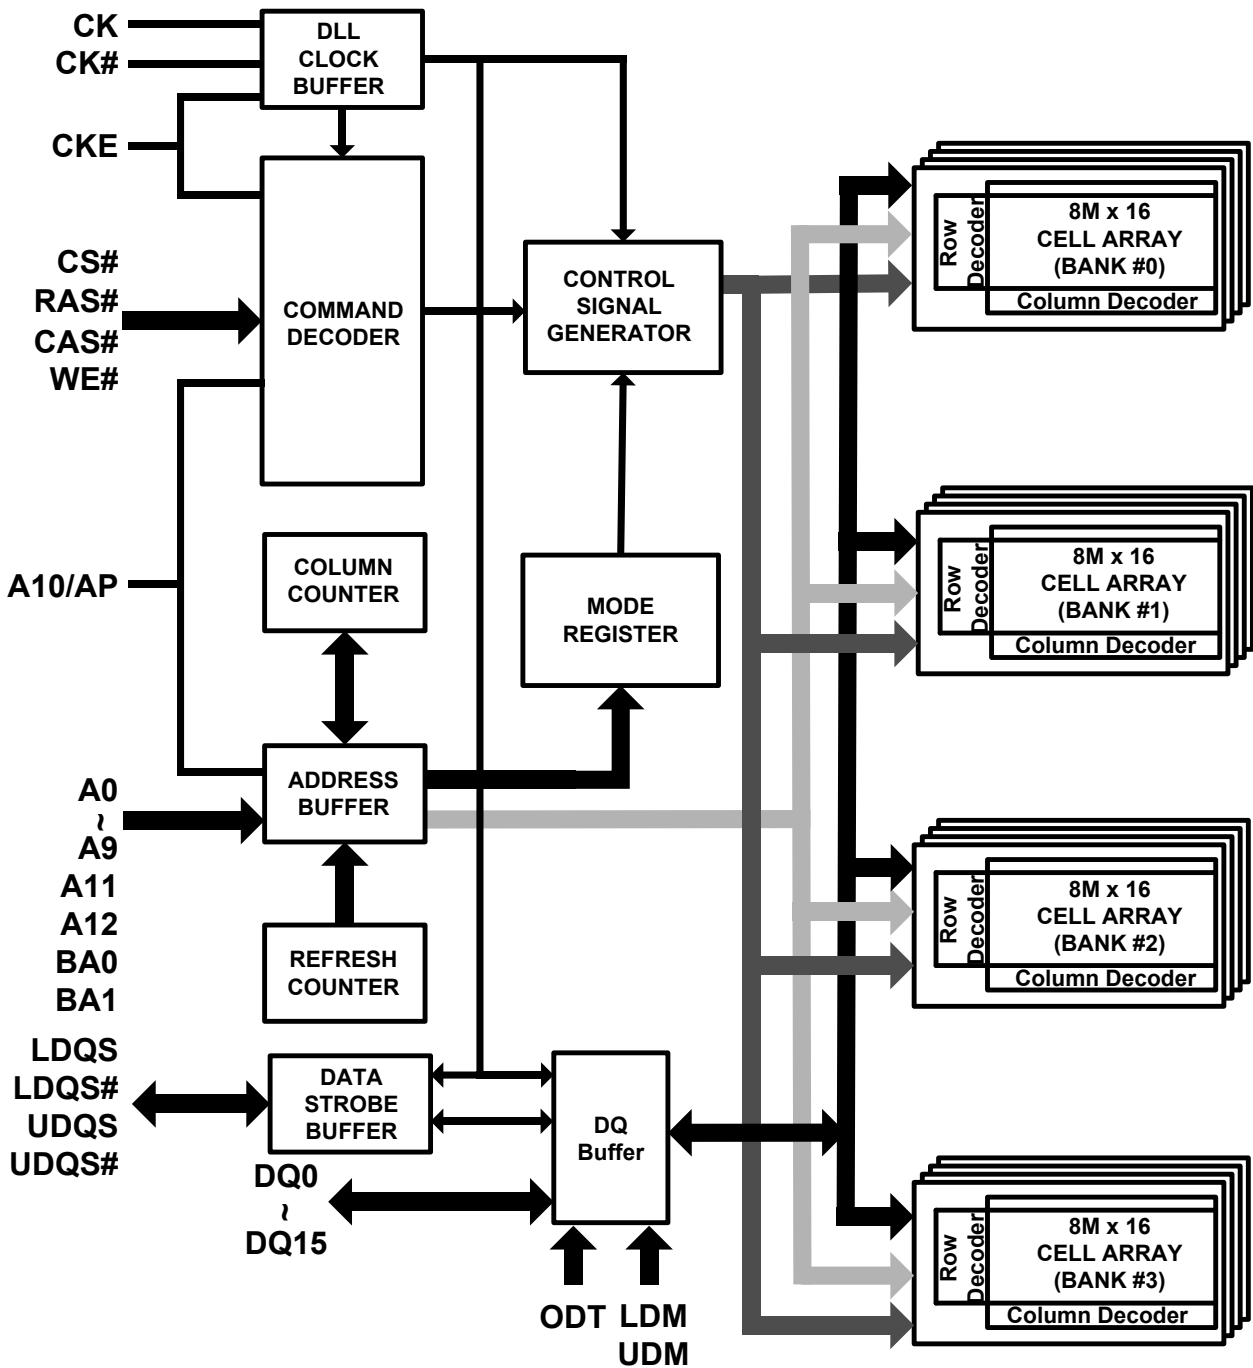 CK
CK#
CKE
CS#
RAS#
CAS#
WE#
A10/AP
A0
~
A9
A11
A12
BA0
BA1
LDQS
LDQS#
UDQS
UDQS#
DQ0
~
DQ15
DLL
CLOCK
BUFFER
COMMAND
DECODER
COLUMN
COUNTER
ADDRESS
BUFFER
REFRESH
COUNTER
DATA
STROBE
BUFFER
CONTROL
SIGNAL
GENERATOR
MODE
REGISTER
DQ
Buffer
ODT
LDM
UDM
Row
Decoder
8M x 16
CELL ARRAY
(BANK #0)
Column Decoder
Row
Decoder
8M x 16
CELL ARRAY
(BANK #1)
Column Decoder
Row
Decoder
8M x 16
CELL ARRAY
(BANK #2)
Column Decoder
Row
Decoder
8M x 16
CELL ARRAY
(BANK #3)
Column Decoder